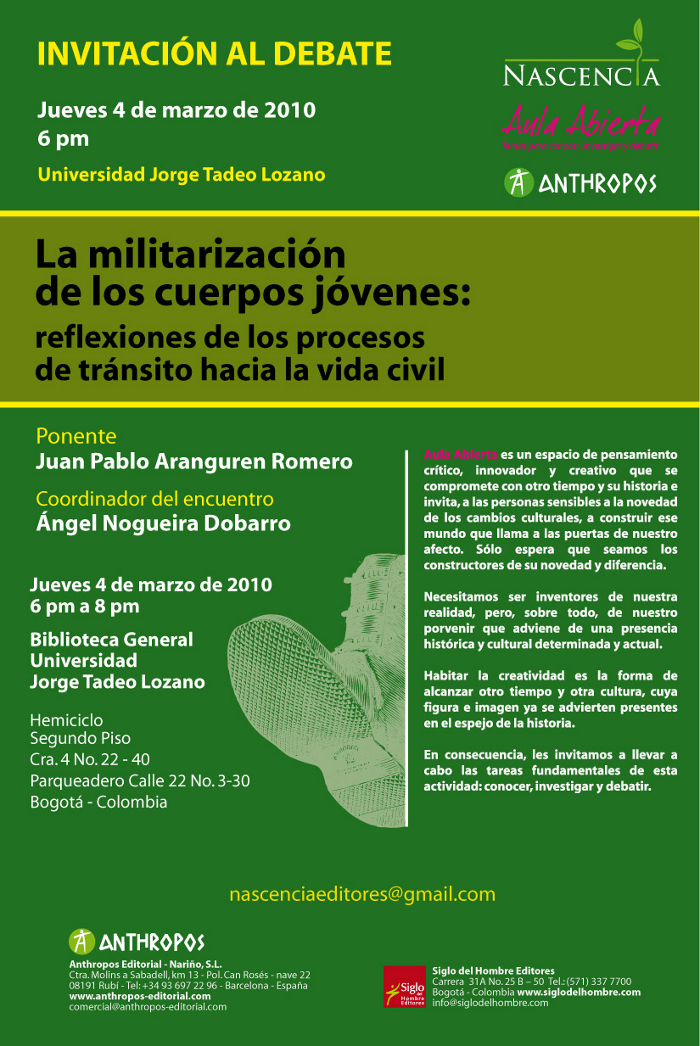 INVITACIÓN AL DEBATE
Jueves 4 de marzo de 2010
6 pm
Universidad Jorge Tadeo Lozano
NASCENCIA
Aula Abierta
ANTHROPOS
La militarización
de los cuerpos jóvenes:
reflexiones de los procesos
de tránsito hacia la vida civil
Ponente
Juan Pablo Aranguren Romero
Coordinador del encuentro
Ángel Nogueira Dobarro
Jueves 4 de marzo de 2010
6 pm a 8 pm
Biblioteca General
Universidad
Jorge Tadeo Lozano
Hemiciclo
Segundo Piso
Cra. 4 No. 22 - 40
Parqueadero Calle 22 No. 3-30
Bogotá - Colombia
Aula Abierta es un espacio de pensamiento
crítico, innovador y creativo que se
compromete con otro tiempo y su historia e
invita, a las personas sensibles a la novedad
de los cambios culturales, a construir ese
mundo que llama a las puertas de nuestro
afecto. Sólo espera que seamos los
constructores de su novedad y diferencia.
Necesitamos ser inventores de nuestra
realidad, pero, sobre todo, de nuestro
porvenir que adviene de una presencia
histórica y cultural determinada y actual.
Habitar la creatividad es la forma de
alcanzar otro tiempo y otra cultura, cuya
figura e imagen ya se advierten presentes
en el espejo de la historia.
En consecuencia, les invitamos a llevar a
cabo las tareas fundamentales de esta
actividad: conocer, investigar y debatir.
nascenciaeditores@gmail.com
ANTHROPOS
Anthropos Editorial - Nariño, S.L.
Ctra. Molins a Sabadell, km 13 - Pol. Can Rosés - nave 22
08191 Rubí - Tel: +34 93 697 22 96 - Barcelona - España
www.anthropos-editorial.com
comercial@anthropos-editorial.com
Siglo
del
Hombre
Editores
Siglo del Hombre Editores
Carrera 31A No. 25 B – 50 Tel.: (571) 337 7700
Bogotá - Colombia www.siglodelhombre.com
info@siglodelhombre.com